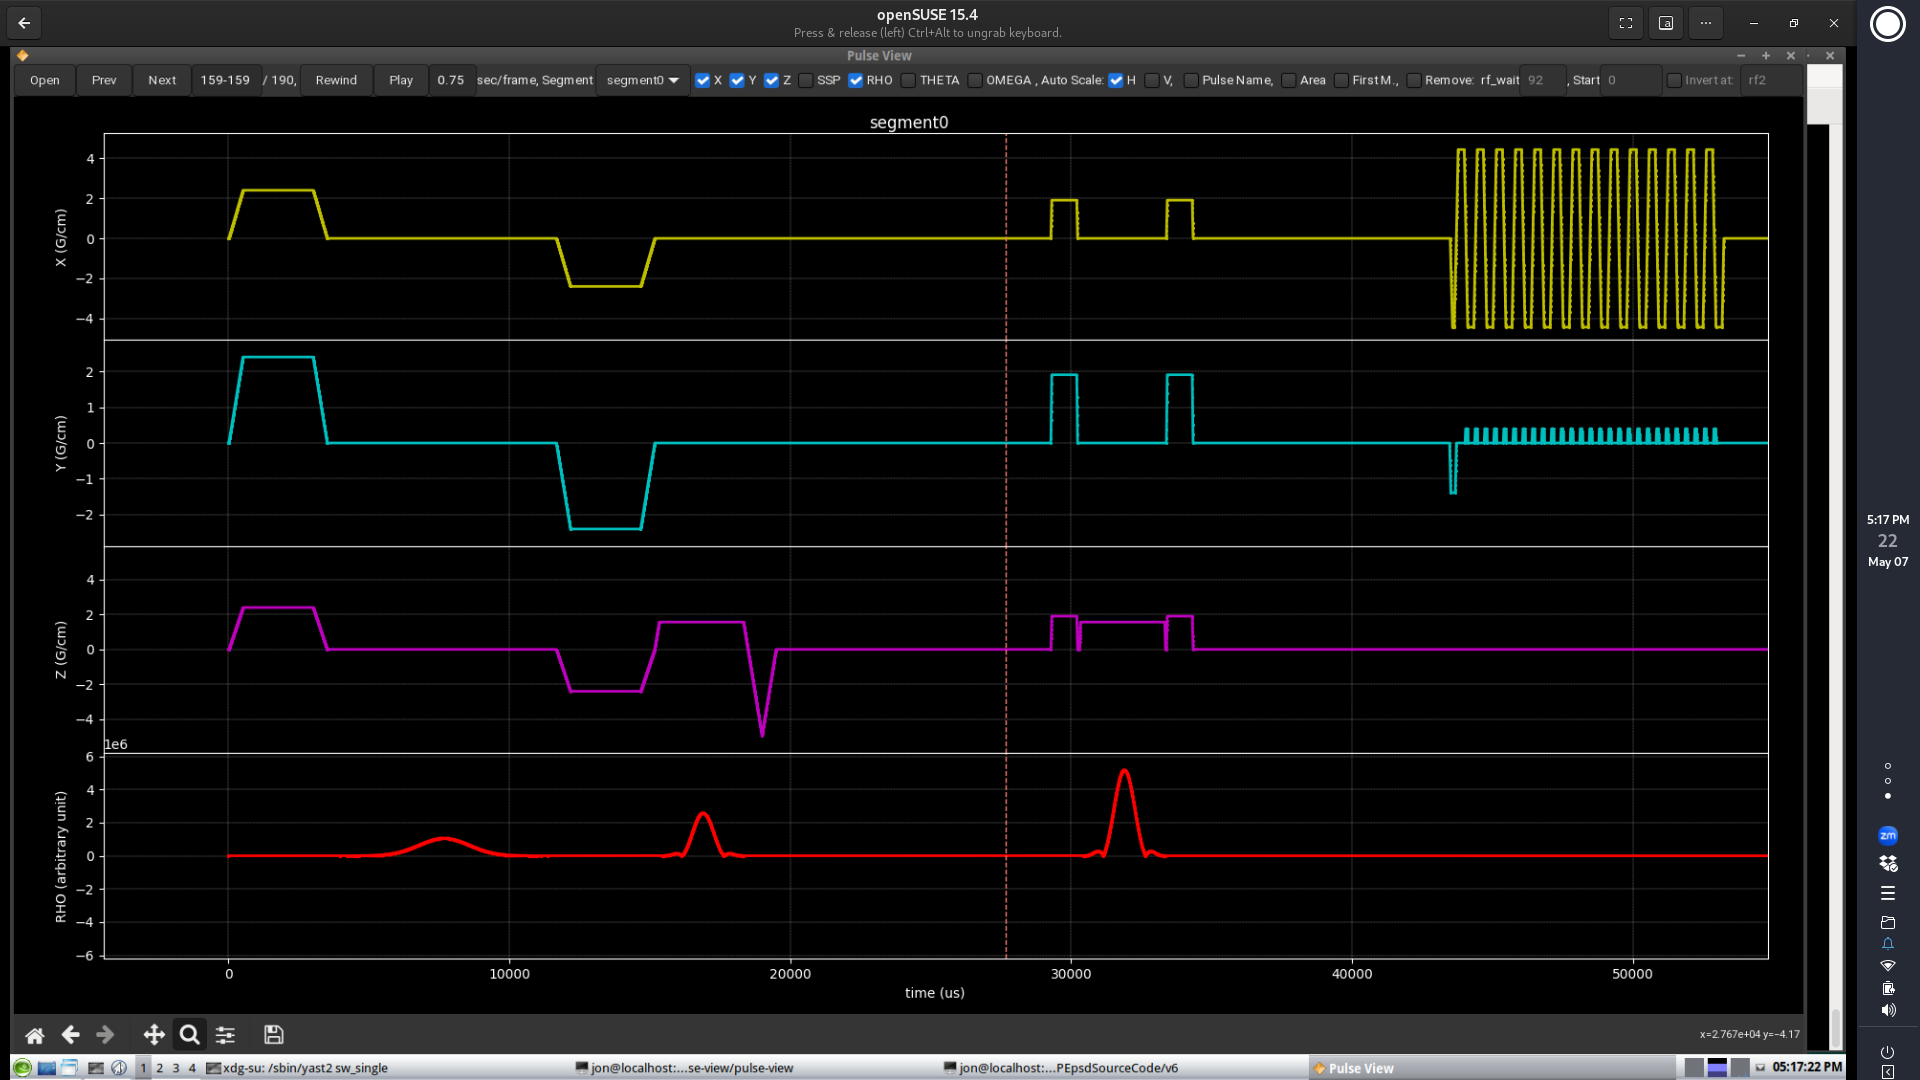 openSUSE 15.4
Press & release (left) Ctrl+Alt to ungrab keyboard.
Pulse View
Open Prev Next 159-159 / 190, Rewind Play 0.75 sec/frame, Segment segment0 X Y Z SSP RHO THETA OMEGA , Auto Scale: H V, Pulse Name, Area First M., Remove: rf_wait 92 , Start 0 Invert at: rf2
segment0
4
2
0
−2
−4
X (G/cm)
2
1
0
−1
−2
Y (G/cm)
4
2
0
−2
−4
Z (G/cm)
1e6
6
4
2
0
−2
−4
−6
RHO (arbitrary unit)
0 10000 20000 30000 40000 50000
time (us)
x=2.767e+04 y=−4.17
1 2 3 4 xdg-su: /sbin/yast2 sw_single jon@localhost:...se-view/pulse-view jon@localhost:...PEpsdSourceCode/v6 Pulse View 05:17:22 PM
5:17 PM
22
May 07
zm